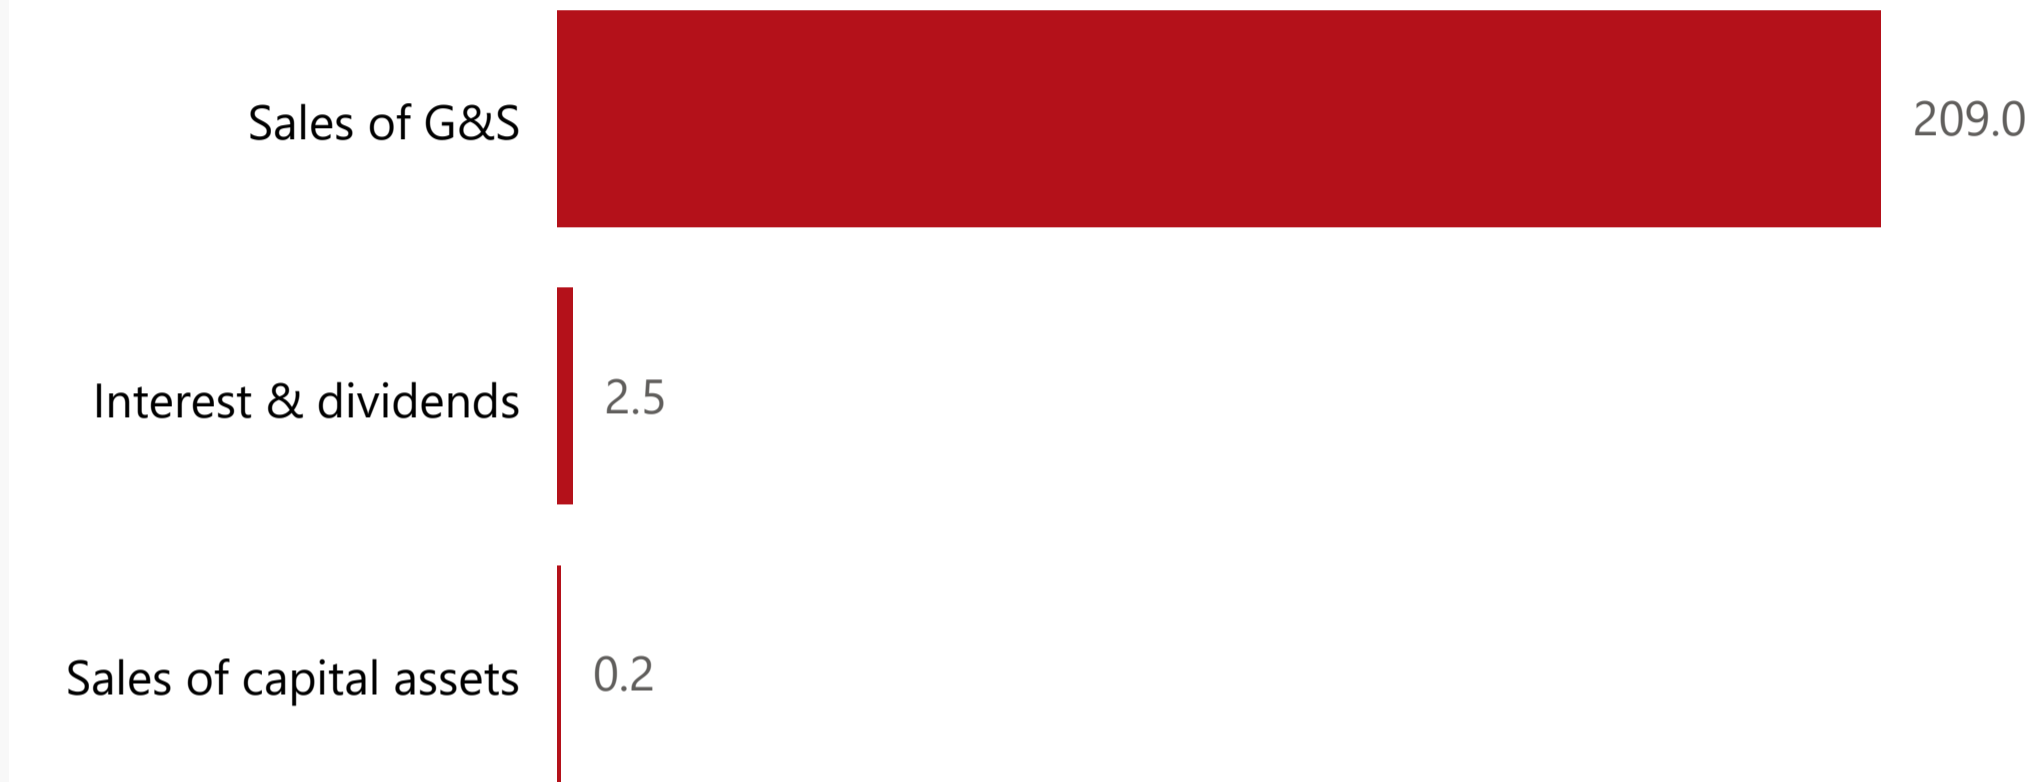 Sales of G&S 209.0
Interest & dividends 2.5
Sales of capital assets 0.2